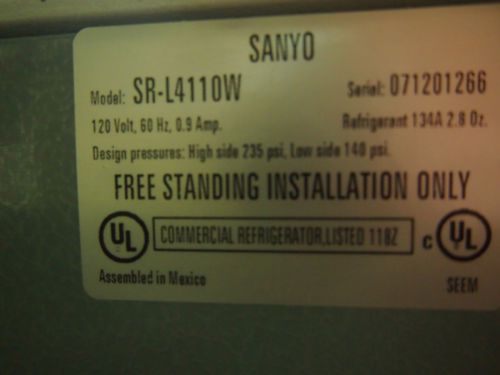 SANYO
Model: SR-L4110W Serial: 071201266
120 Volt, 60 Hz, 0.9 Amp. Refrigerant 134A 2.6 Oz.
Design pressures: High side 235 psi, Low side 140 psi.
FREE STANDING INSTALLATION ONLY
UL COMMERCIAL REFRIGERATOR, LISTED 118Z c UL
Assembled in Mexico SEEM